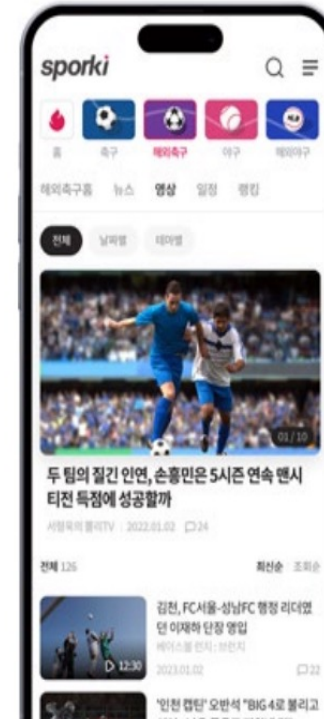 sporki
홈 축구 해외축구 야구 해외야구
해외축구홈 뉴스 영상 일정 랭킹
전체 날짜별 테마별
01/10
두 팀의 질긴 인연, 손흥민은 5시즌 연속 맨시
티전 득점에 성공할까
2022.01.02 24
전체 126 최신순 조회순
김천, FC서울-성남FC 행정 리더였
던 이재하 단장 영입
12:30
2023.01.02 22
'인천 캡틴' 오반석 "BIG 4로 불리고